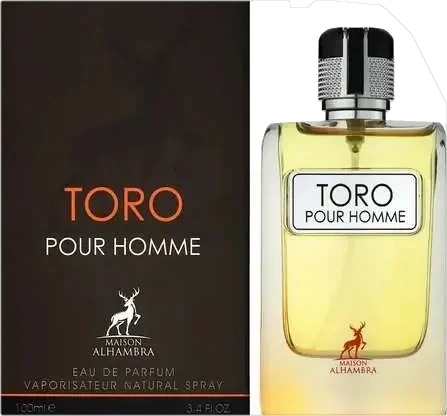 TORO
POUR HOMME
MAISON
ALHAMBRA
EAU DE PARFUM
VAPORISATEUR NATURAL SPRAY
100ml e
3.4 FL.OZ
TORO
POUR HOMME
MAISON
ALHAMBRA